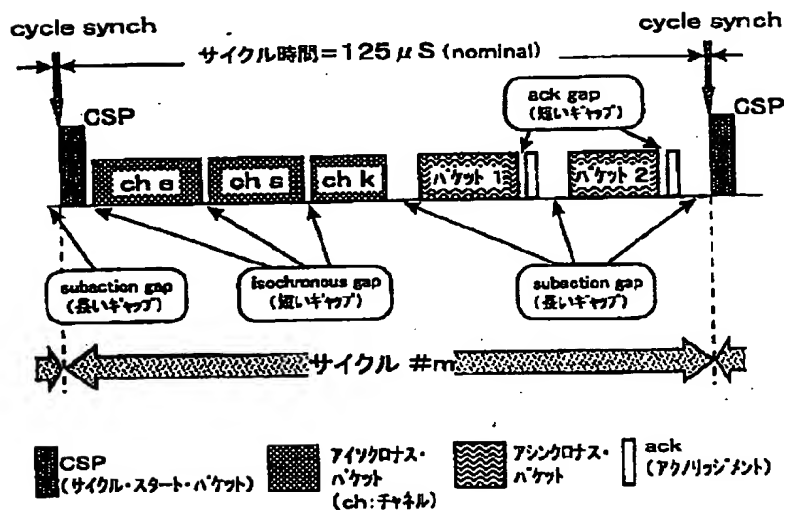 cycle synch
cycle synch
サイクル時間=125μS (nominal)
CSP
CSP
ack gap
(短いギャップ)
ch e
ch s
ch k
パケット 1
パケット 2
subaction gap
(長いギャップ)
isochronous gap
(短いギャップ)
subaction gap
(長いギャップ)
サイクル #m
CSP
(サイクル・スタート・パケット)
アイソクロナス・
パケット
(ch:チャネル)
アシンクロナス・
パケット
ack
(アクノリッジメント)